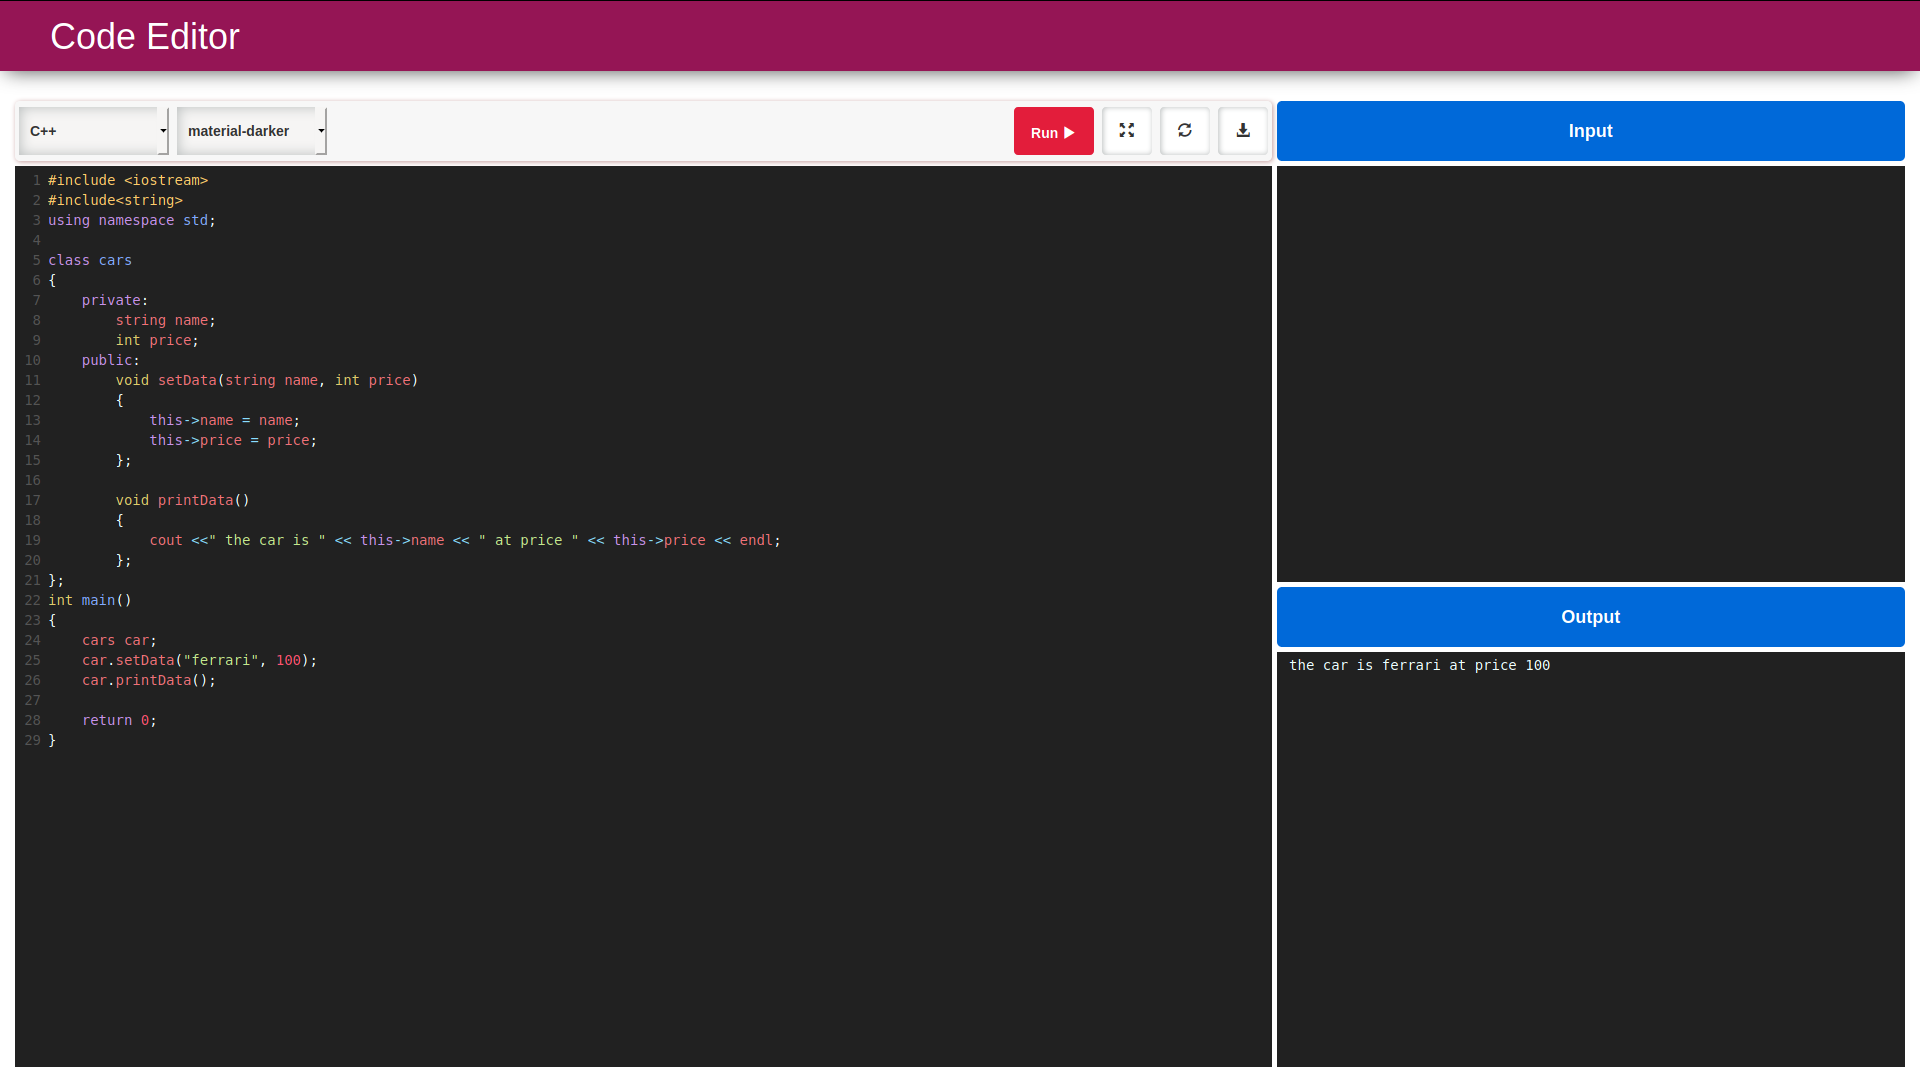 Code Editor
C++
material-darker
Run
Input
1 #include <iostream>
2 #include<string>
3 using namespace std;
4
5 class cars
6 {
7     private:
8         string name;
9         int price;
10     public:
11         void setData(string name, int price)
12         {
13             this->name = name;
14             this->price = price;
15         };
16
17         void printData()
18         {
19             cout <<" the car is " << this->name << " at price " << this->price << endl;
20         };
21 };
22 int main()
23 {
24     cars car;
25     car.setData("ferrari", 100);
26     car.printData();
27
28     return 0;
29 }
Output
the car is ferrari at price 100